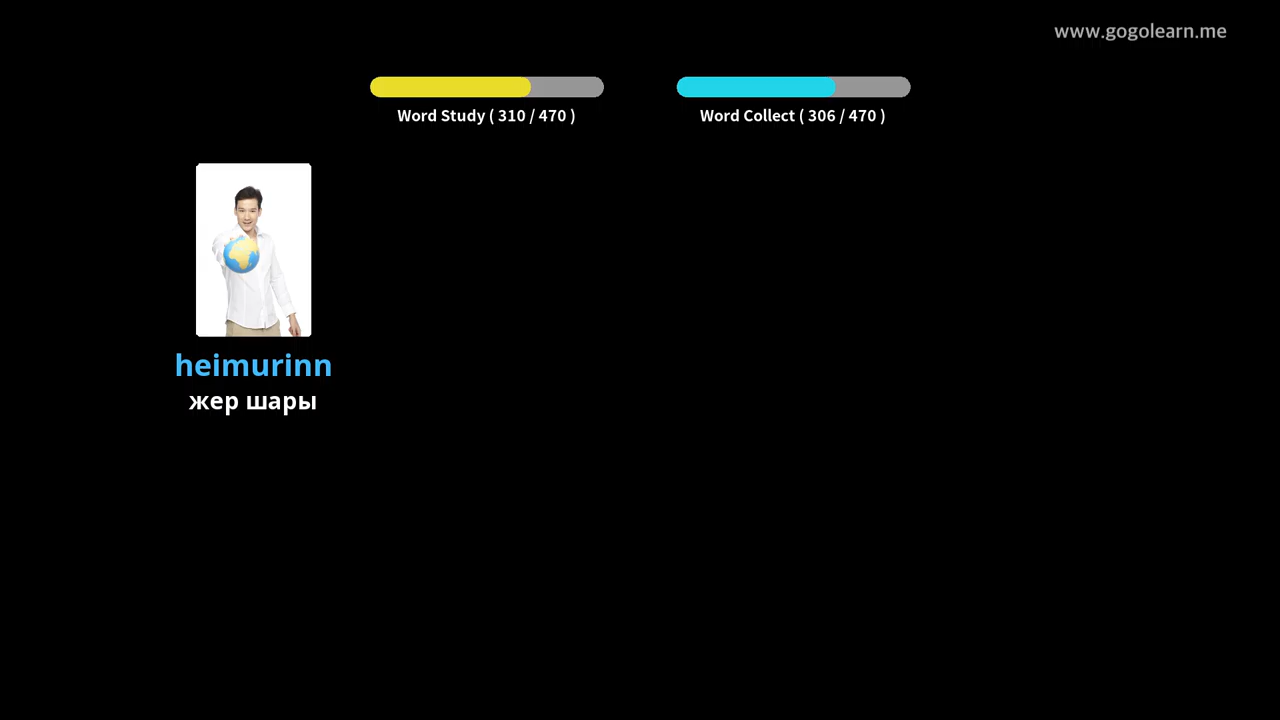 www.gogolearn.me
Word Study ( 310 / 470 )
Word Collect ( 306 / 470 )
heimurinn
жер шары